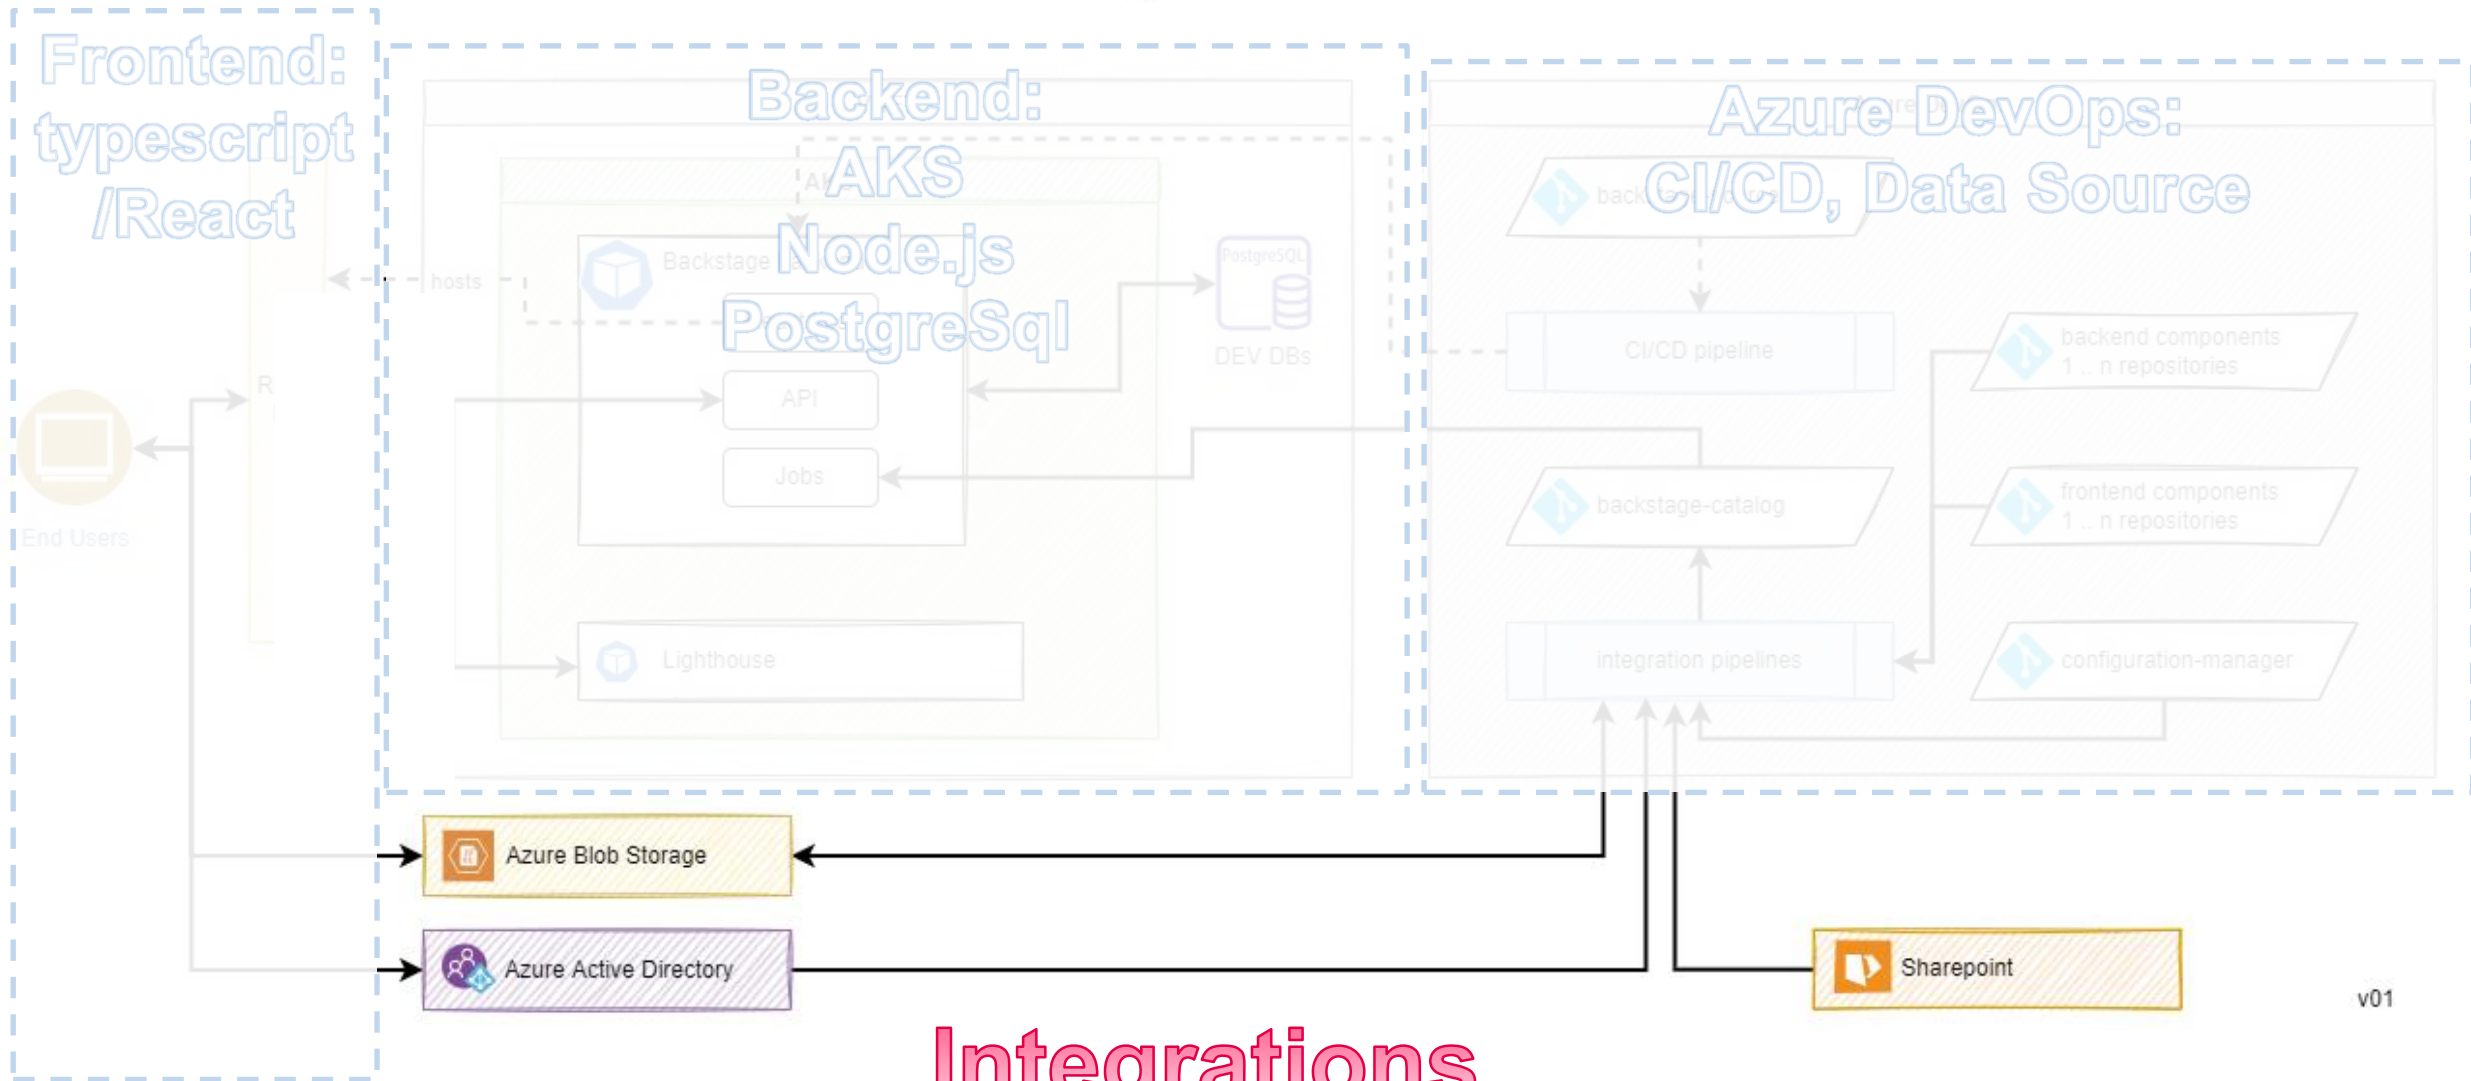 Frontend:
typescript
/React
Backend:
AKS
Node.js
PostgreSql
Azure DevOps:
CI/CD, Data Source
Backstage
hosts
API
Jobs
Lighthouse
PostgreSQL
DEV DBs
End Users
CI/CD pipeline
backend components
1 .. n repositories
backstage-catalog
frontend components
1 .. n repositories
integration pipelines
configuration-manager
Azure Blob Storage
Azure Active Directory
Sharepoint
v01
Integrations